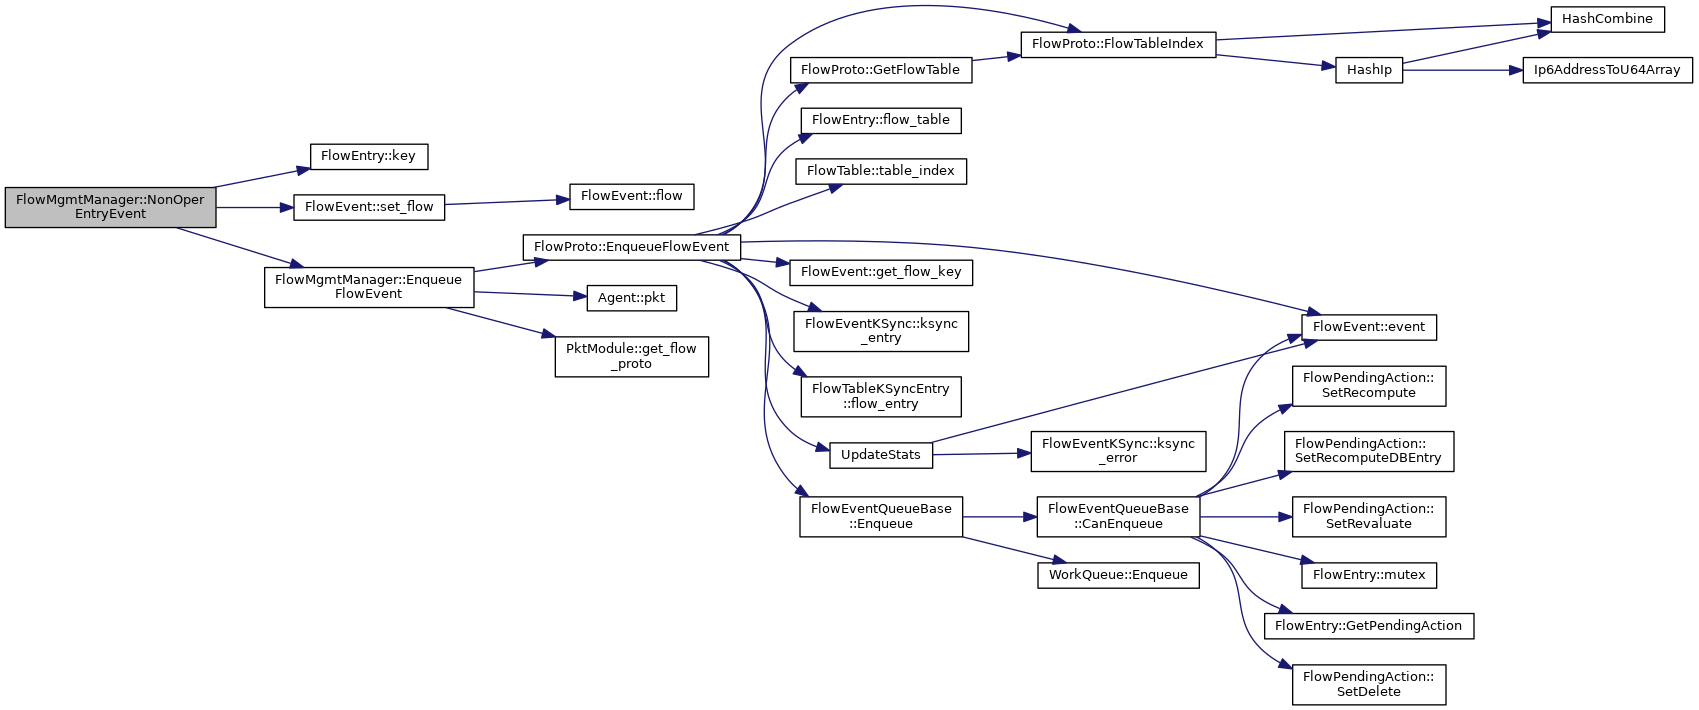 FlowMgmtManager::NonOper
EntryEvent
FlowEntry::key
FlowEvent::set_flow
FlowEvent::flow
FlowMgmtManager::Enqueue
FlowEvent
FlowProto::EnqueueFlowEvent
Agent::pkt
PktModule::get_flow
_proto
FlowProto::GetFlowTable
FlowEntry::flow_table
FlowTable::table_index
FlowEvent::get_flow_key
FlowEventKSync::ksync
_entry
FlowTableKSyncEntry
::flow_entry
UpdateStats
FlowEventQueueBase
::Enqueue
FlowProto::FlowTableIndex
HashIp
HashCombine
Ip6AddressToU64Array
FlowEvent::event
FlowEventKSync::ksync
_error
FlowEventQueueBase
::CanEnqueue
WorkQueue::Enqueue
FlowPendingAction::
SetRecompute
FlowPendingAction::
SetRecomputeDBEntry
FlowPendingAction::
SetRevaluate
FlowEntry::mutex
FlowEntry::GetPendingAction
FlowPendingAction::
SetDelete